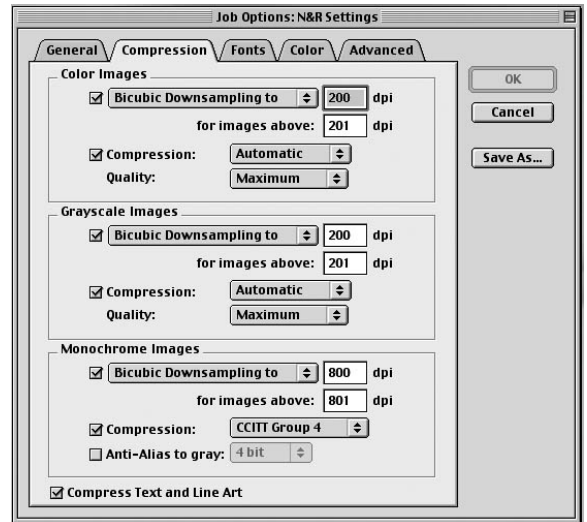 Job Options: N&R Settings
General Compression Fonts Color Advanced
Color Images
Bicubic Downsampling to 200 dpi
for images above: 201 dpi
Compression: Automatic
Quality: Maximum
Grayscale Images
Bicubic Downsampling to 200 dpi
for images above: 201 dpi
Compression: Automatic
Quality: Maximum
Monochrome Images
Bicubic Downsampling to 800 dpi
for images above: 801 dpi
Compression: CCITT Group 4
Anti-Alias to gray: 4 bit
Compress Text and Line Art
OK
Cancel
Save As...